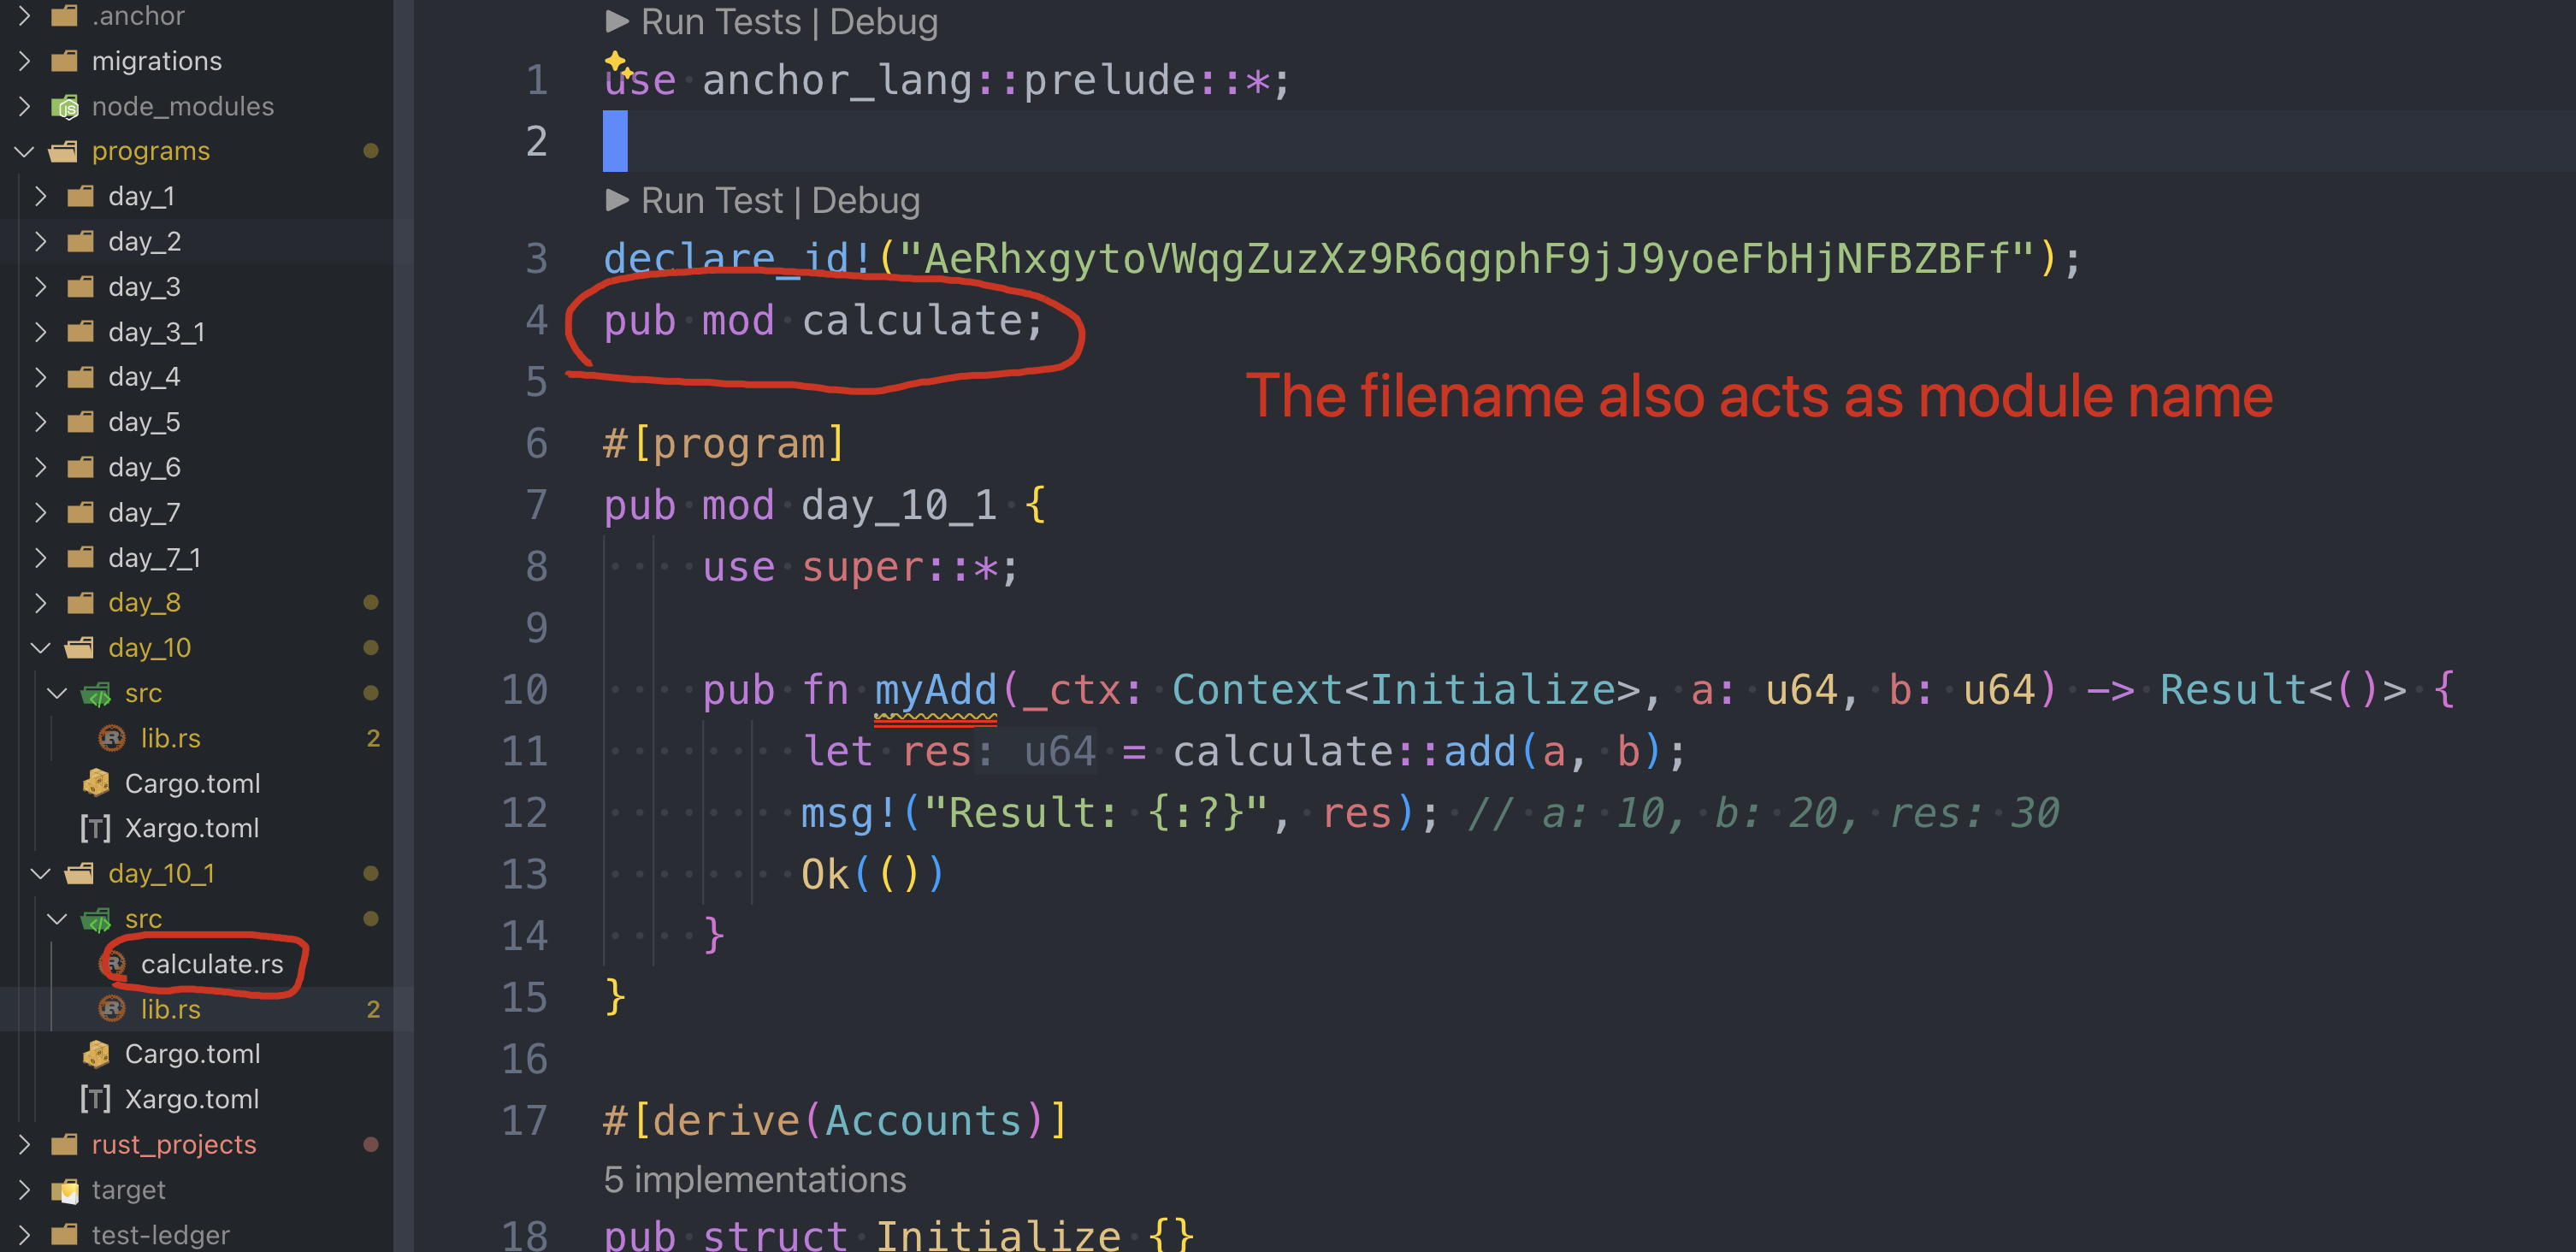 .anchor
migrations
node_modules
programs
day_1
day_2
day_3
day_3_1
day_4
day_5
day_6
day_7
day_7_1
day_8
day_10
src
lib.rs 2
Cargo.toml
[T] Xargo.toml
day_10_1
src
calculate.rs
lib.rs 2
Cargo.toml
[T] Xargo.toml
rust_projects
target
test-ledger
Run Tests | Debug
1 use anchor_lang::prelude::*;
2
Run Test | Debug
3 declare_id!("AeRhxgytoVWqgZuzXz9R6qgphF9jJ9yoeFbHjNFBZBFf");
4 pub mod calculate;
5
The filename also acts as module name
6 #[program]
7 pub mod day_10_1 {
8 use super::*;
9
10 pub fn myAdd(_ctx: Context<Initialize>, a: u64, b: u64) -> Result<()> {
11 let res: u64 = calculate::add(a, b);
12 msg!("Result: {:?}", res); // a: 10, b: 20, res: 30
13 Ok(())
14 }
15 }
16
17 #[derive(Accounts)]
5 implementations
18 pub struct Initialize {}